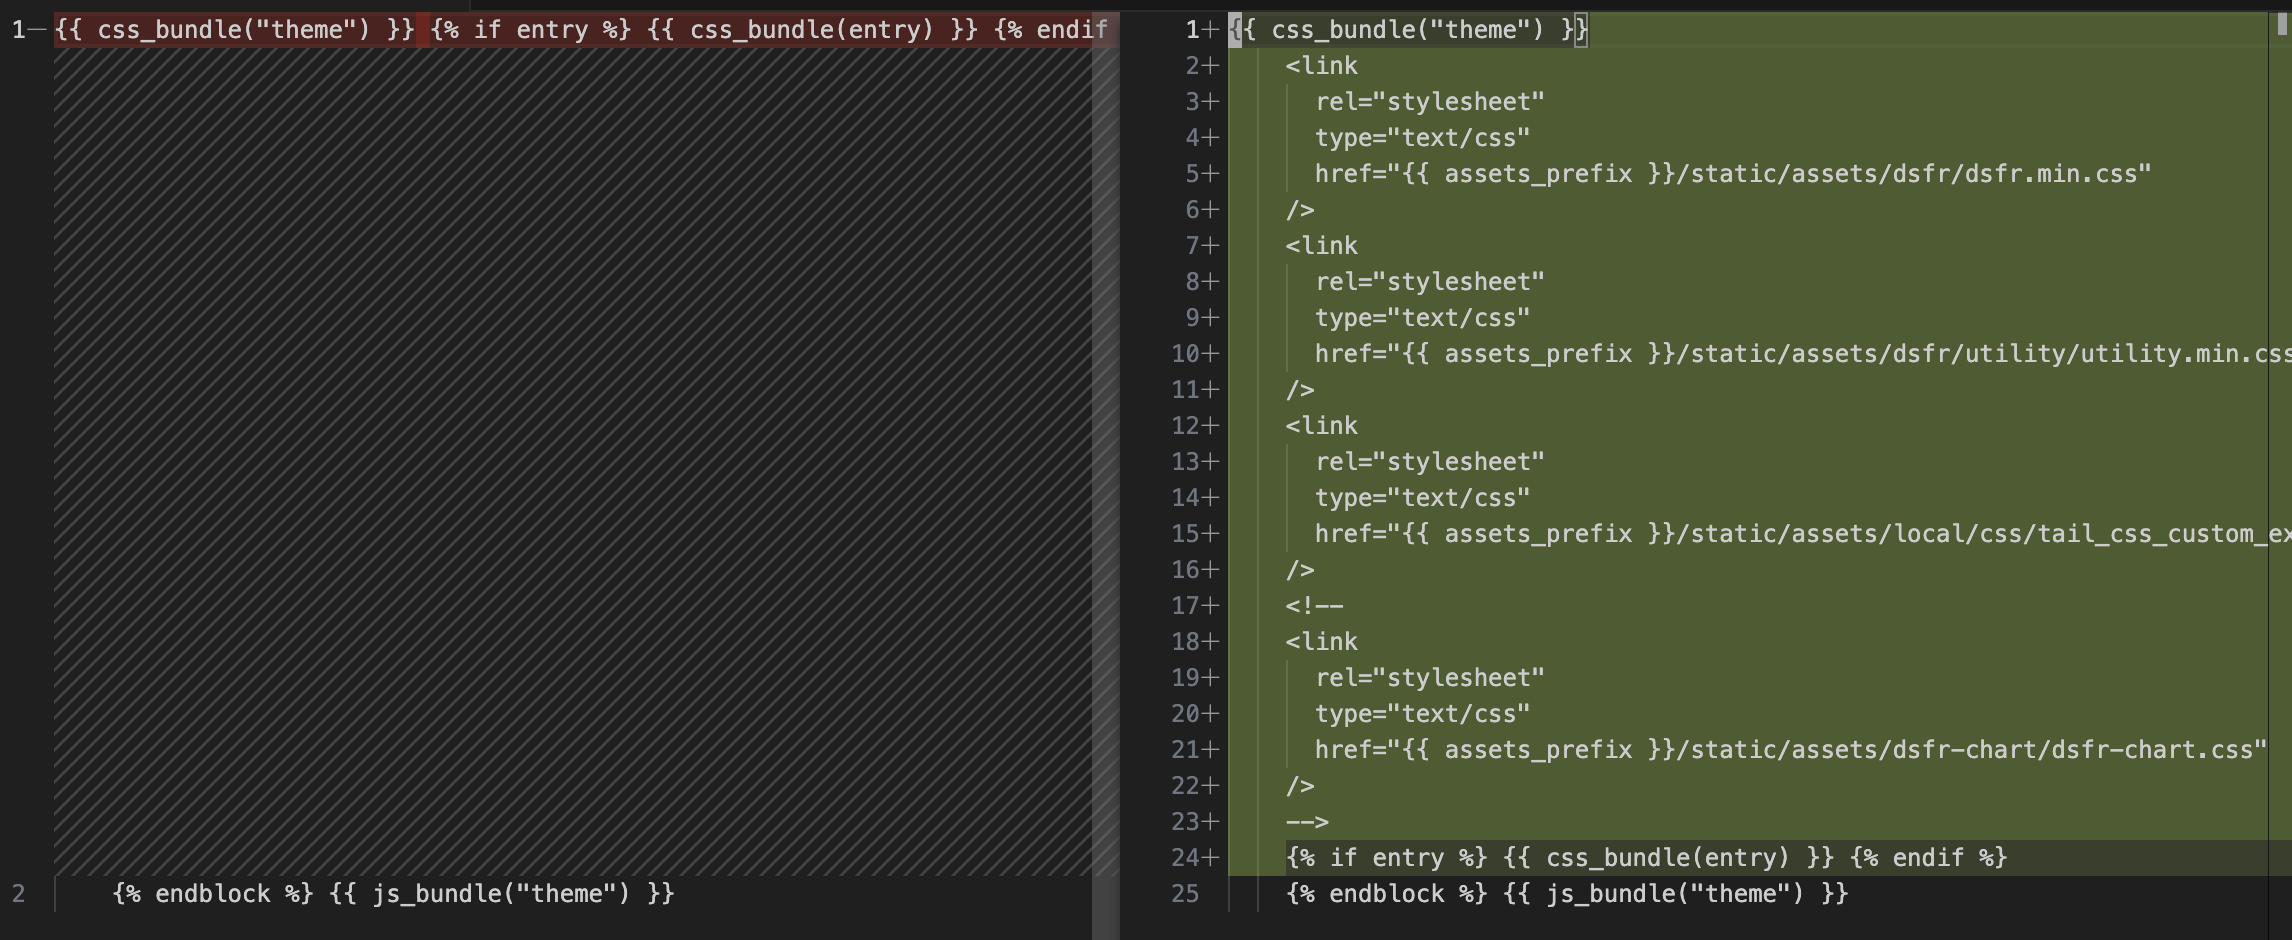 1— {{ css_bundle("theme") }} {% if entry %} {{ css_bundle(entry) }} {% endif
2 {% endblock %} {{ js_bundle("theme") }}
1+ {{ css_bundle("theme") }}
2+ <link
3+ rel="stylesheet"
4+ type="text/css"
5+ href="{{ assets_prefix }}/static/assets/dsfr/dsfr.min.css"
6+ />
7+ <link
8+ rel="stylesheet"
9+ type="text/css"
10+ href="{{ assets_prefix }}/static/assets/dsfr/utility/utility.min.css
11+ />
12+ <link
13+ rel="stylesheet"
14+ type="text/css"
15+ href="{{ assets_prefix }}/static/assets/local/css/tail_css_custom_ex
16+ />
17+ <!--
18+ <link
19+ rel="stylesheet"
20+ type="text/css"
21+ href="{{ assets_prefix }}/static/assets/dsfr-chart/dsfr-chart.css"
22+ />
23+ -->
24+ {% if entry %} {{ css_bundle(entry) }} {% endif %}
25 {% endblock %} {{ js_bundle("theme") }}